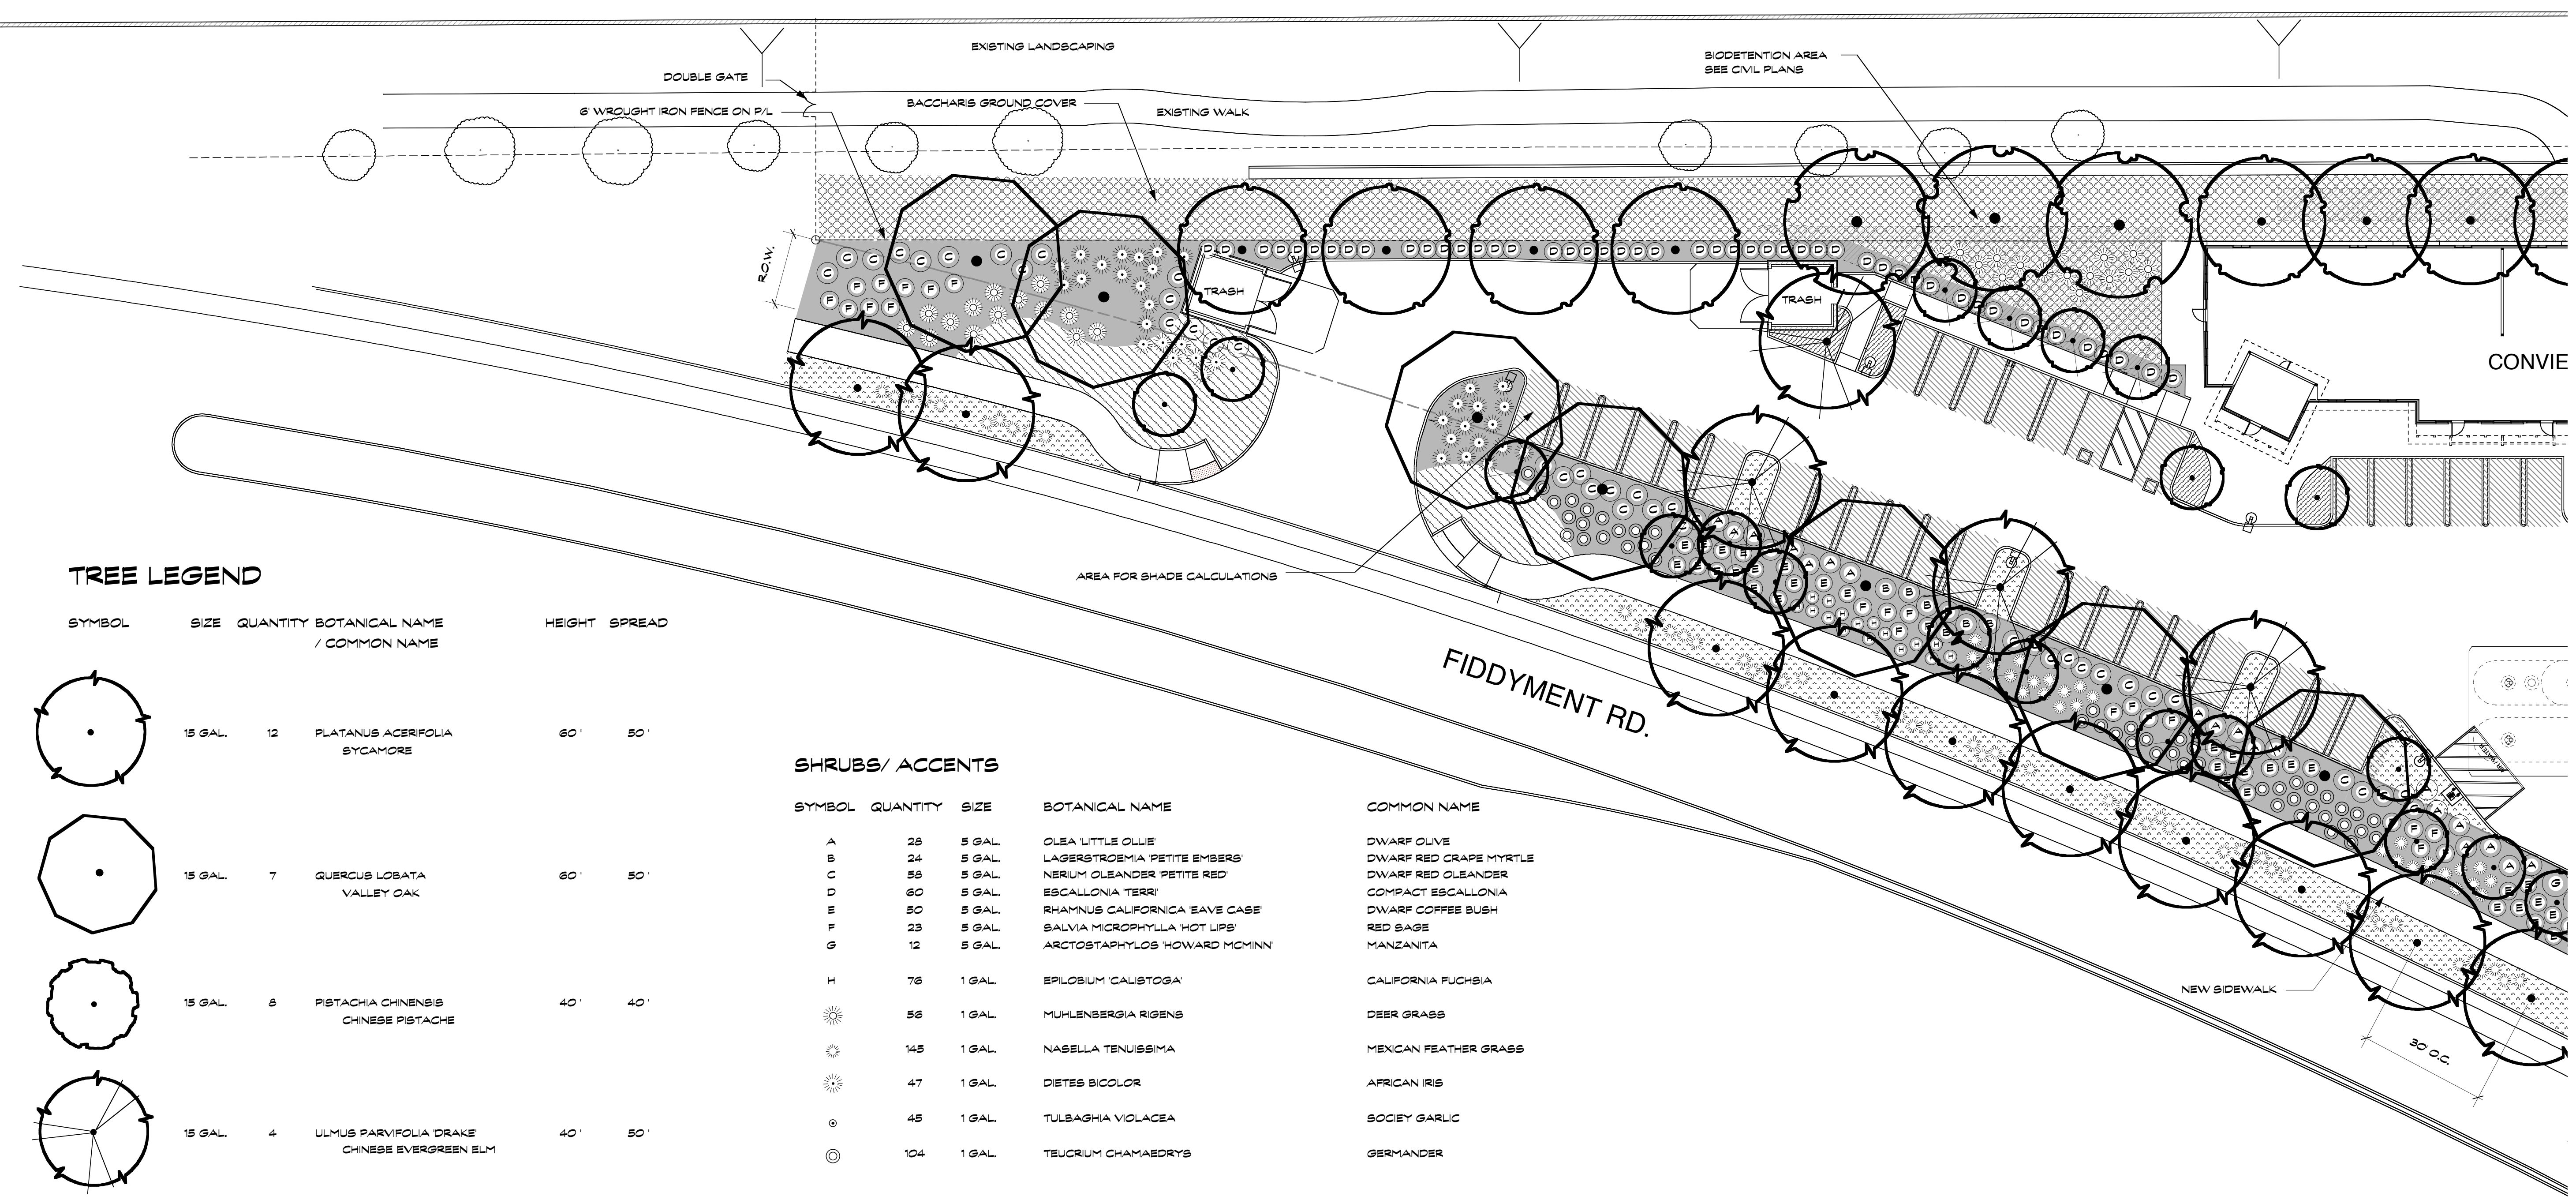 EXISTING LANDSCAPING
BIODETENTION AREA
SEE CIVIL PLANS
DOUBLE GATE
6' WROUGHT IRON FENCE ON P/L
BACCHARIS GROUND COVER
EXISTING WALK
R.O.W.
TRASH
TRASH
CONVIE
AREA FOR SHADE CALCULATIONS
FIDDYMENT RD.
NEW SIDEWALK
30' O.C.
TREE LEGEND
SYMBOL SIZE QUANTITY BOTANICAL NAME HEIGHT SPREAD
/ COMMON NAME
15 GAL. 12 PLATANUS ACERIFOLIA 60 ' 50 '
SYCAMORE
15 GAL. 7 QUERCUS LOBATA 60 ' 50 '
VALLEY OAK
15 GAL. 8 PISTACHIA CHINENSIS 40 ' 40 '
CHINESE PISTACHE
15 GAL. 4 ULMUS PARVIFOLIA 'DRAKE' 40 ' 50 '
CHINESE EVERGREEN ELM
SHRUBS/ ACCENTS
SYMBOL QUANTITY SIZE BOTANICAL NAME COMMON NAME
A 28 5 GAL. OLEA 'LITTLE OLLIE' DWARF OLIVE
B 24 5 GAL. LAGERSTROEMIA 'PETITE EMBERS' DWARF RED CRAPE MYRTLE
C 58 5 GAL. NERIUM OLEANDER 'PETITE RED' DWARF RED OLEANDER
D 60 5 GAL. ESCALLONIA 'TERRI' COMPACT ESCALLONIA
E 50 5 GAL. RHAMNUS CALIFORNICA 'EAVE CASE' DWARF COFFEE BUSH
F 23 5 GAL. SALVIA MICROPHYLLA 'HOT LIPS' RED SAGE
G 12 5 GAL. ARCTOSTAPHYLOS 'HOWARD MCMINN' MANZANITA
H 76 1 GAL. EPILOBIUM 'CALISTOGA' CALIFORNIA FUCHSIA
56 1 GAL. MUHLENBERGIA RIGENS DEER GRASS
145 1 GAL. NASELLA TENUISSIMA MEXICAN FEATHER GRASS
47 1 GAL. DIETES BICOLOR AFRICAN IRIS
45 1 GAL. TULBAGHIA VIOLACEA SOCIEY GARLIC
104 1 GAL. TEUCRIUM CHAMAEDRYS GERMANDER